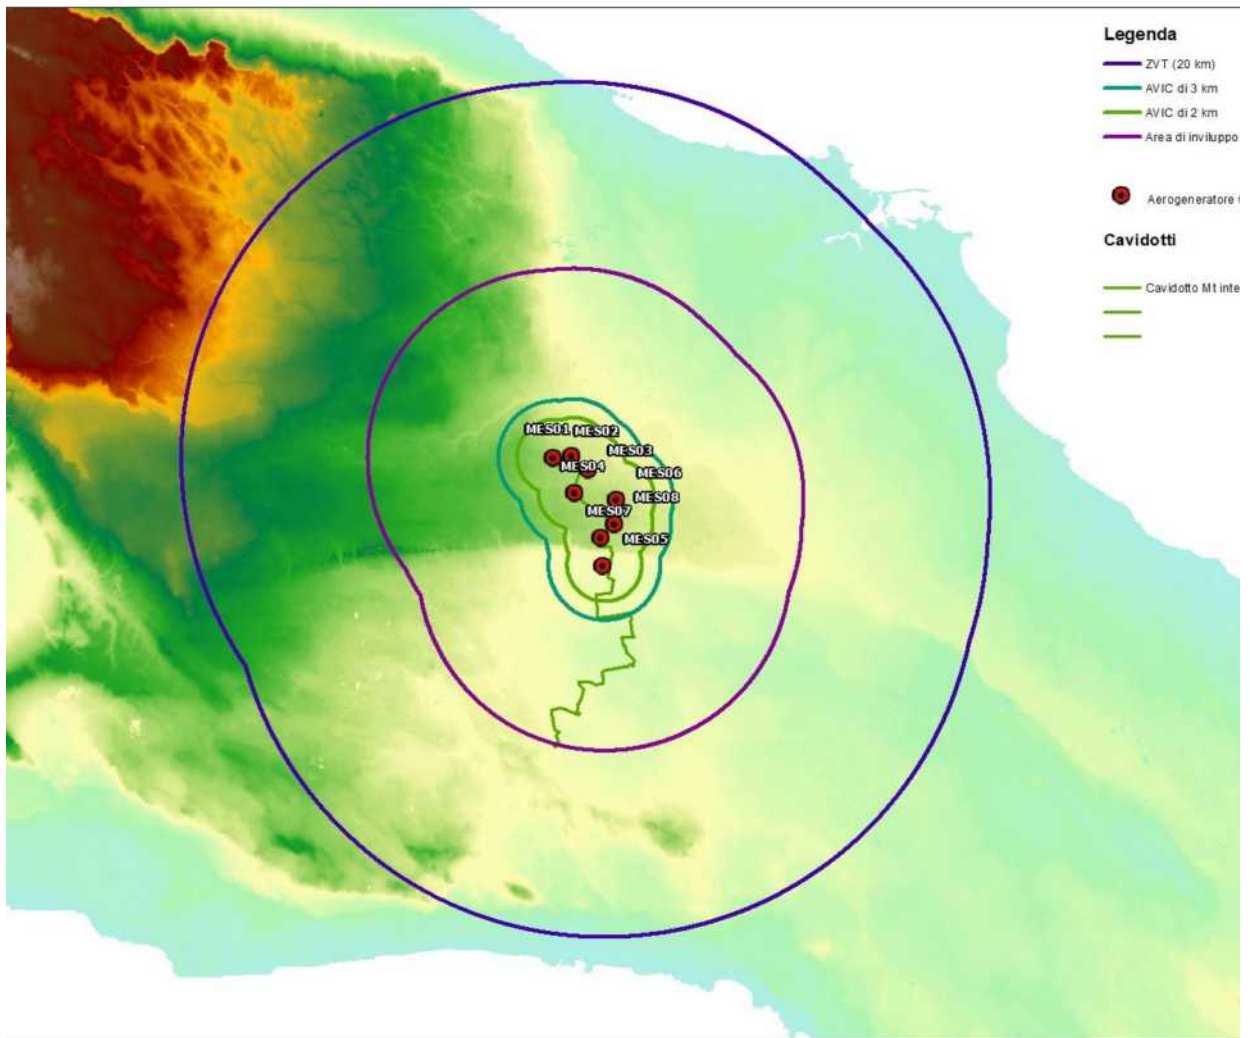 Legenda
ZVT (20 km)
AVIC di 3 km
AVIC di 2 km
Area di inviluppo
Aerogeneratore
Cavidotti
Cavidotto Mt inte
MES01 MES02
MES03
MES04
MES06
MES08
MES07
MES05